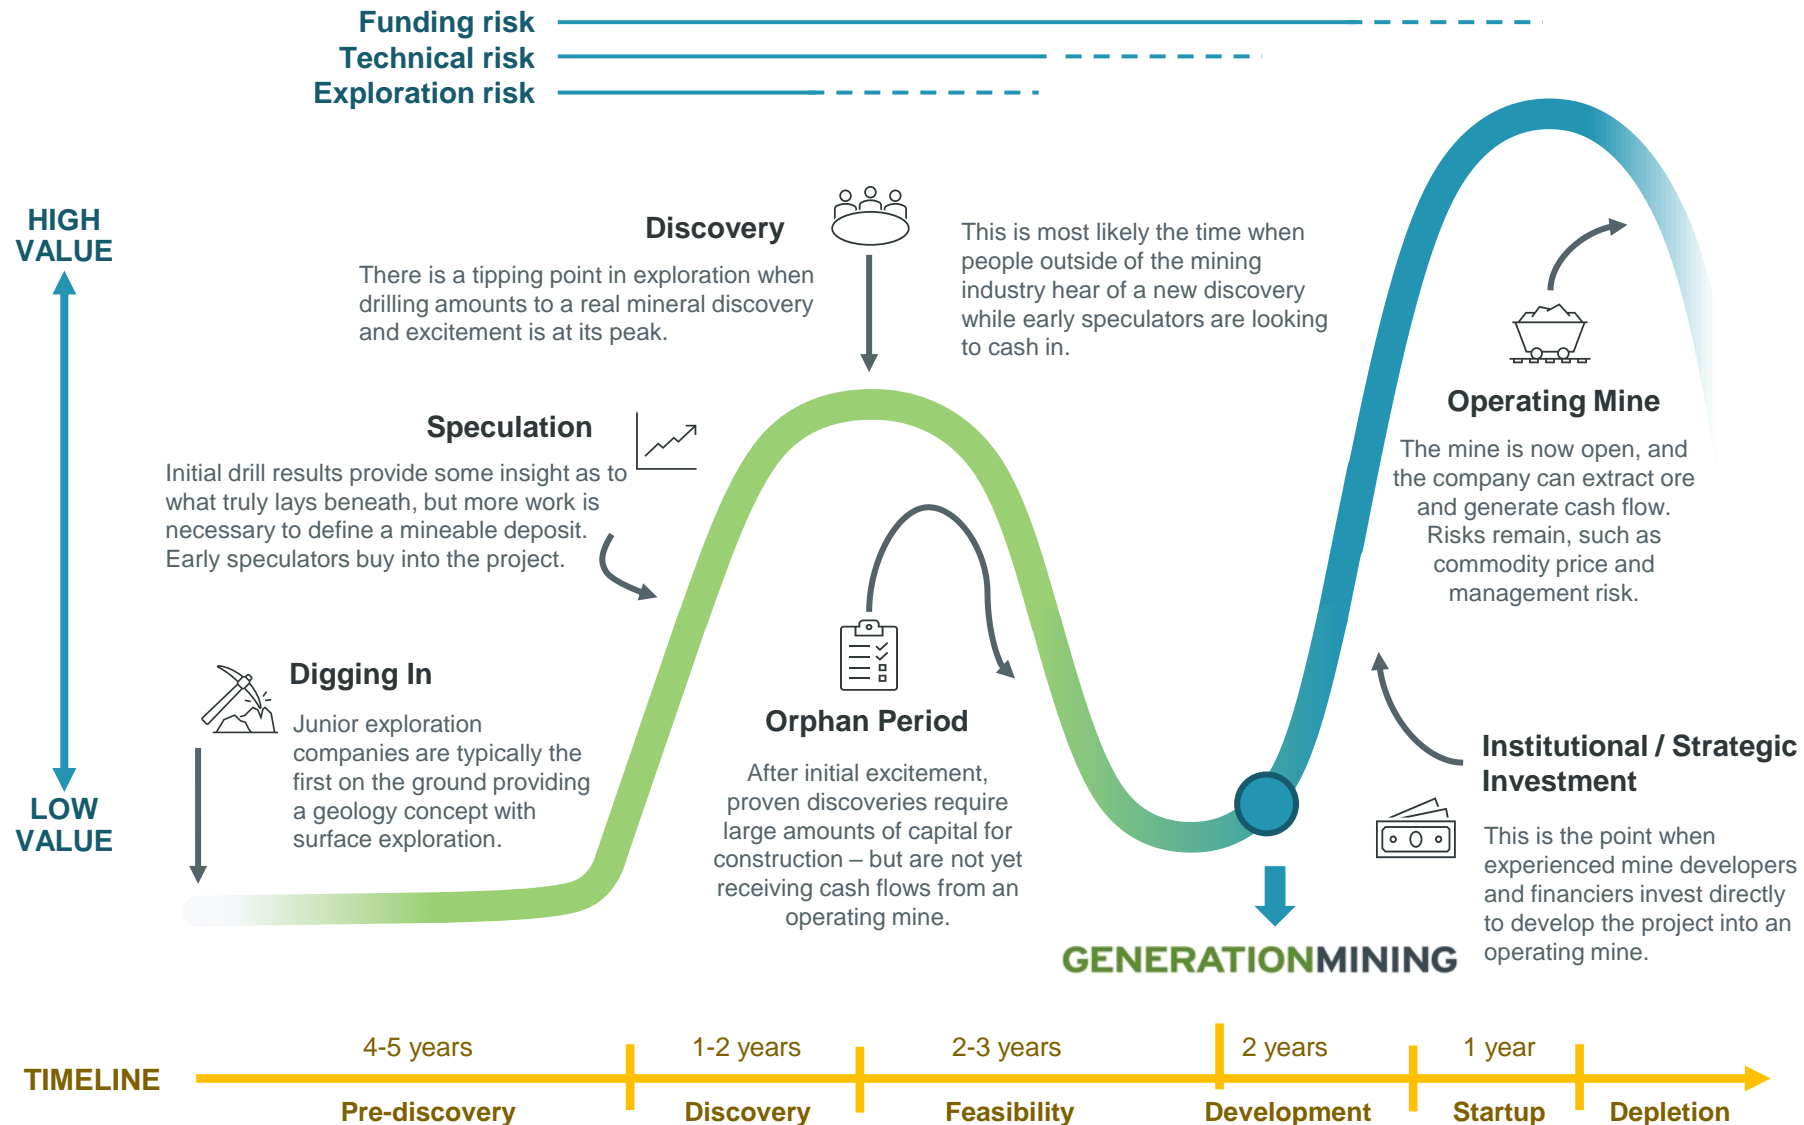 Funding risk
Technical risk
Exploration risk
HIGH
VALUE
LOW
VALUE
Discovery
There is a tipping point in exploration when
drilling amounts to a real mineral discovery
and excitement is at its peak.
This is most likely the time when
people outside of the mining
industry hear of a new discovery
while early speculators are looking
to cash in.
Speculation
Initial drill results provide some insight as to
what truly lays beneath, but more work is
necessary to define a mineable deposit.
Early speculators buy into the project.
Digging In
Junior exploration
companies are typically the
first on the ground providing
a geology concept with
surface exploration.
Orphan Period
After initial excitement,
proven discoveries require
large amounts of capital for
construction – but are not yet
receiving cash flows from an
operating mine.
Operating Mine
The mine is now open, and
the company can extract ore
and generate cash flow.
Risks remain, such as
commodity price and
management risk.
Institutional / Strategic
Investment
This is the point when
experienced mine developers
and financiers invest directly
to develop the project into an
operating mine.
GENERATIONMINING
TIMELINE
4-5 years
1-2 years
2-3 years
2 years
1 year
Pre-discovery
Discovery
Feasibility
Development
Startup
Depletion